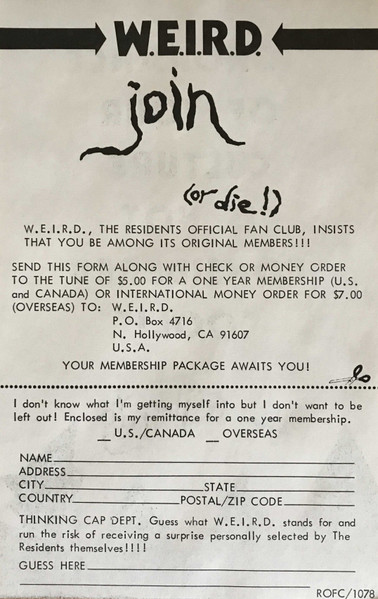 W.E.I.R.D.
join
(or die!)
W.E.I.R.D., THE RESIDENTS OFFICIAL FAN CLUB, INSISTS
THAT YOU BE AMONG ITS ORIGINAL MEMBERS!!!
SEND THIS FORM ALONG WITH CHECK OR MONEY ORDER
TO THE TUNE OF $5.00 FOR A ONE YEAR MEMBERSHIP (U.S.
and CANADA) OR INTERNATIONAL MONEY ORDER FOR $7.00
(OVERSEAS) TO: W.E.I.R.D.
P.O. Box 4716
N. Hollywood, CA 91607
U.S.A.
YOUR MEMBERSHIP PACKAGE AWAITS YOU!
I don't know what I'm getting myself into but I don't want to be
left out! Enclosed is my remittance for a one year membership.
__ U.S./CANADA __ OVERSEAS
NAME
ADDRESS
CITY STATE
COUNTRY POSTAL/ZIP CODE
THINKING CAP DEPT. Guess what W.E.I.R.D. stands for and
run the risk of receiving a surprise personally selected by The
Residents themselves!!!!
GUESS HERE
ROFC/1078